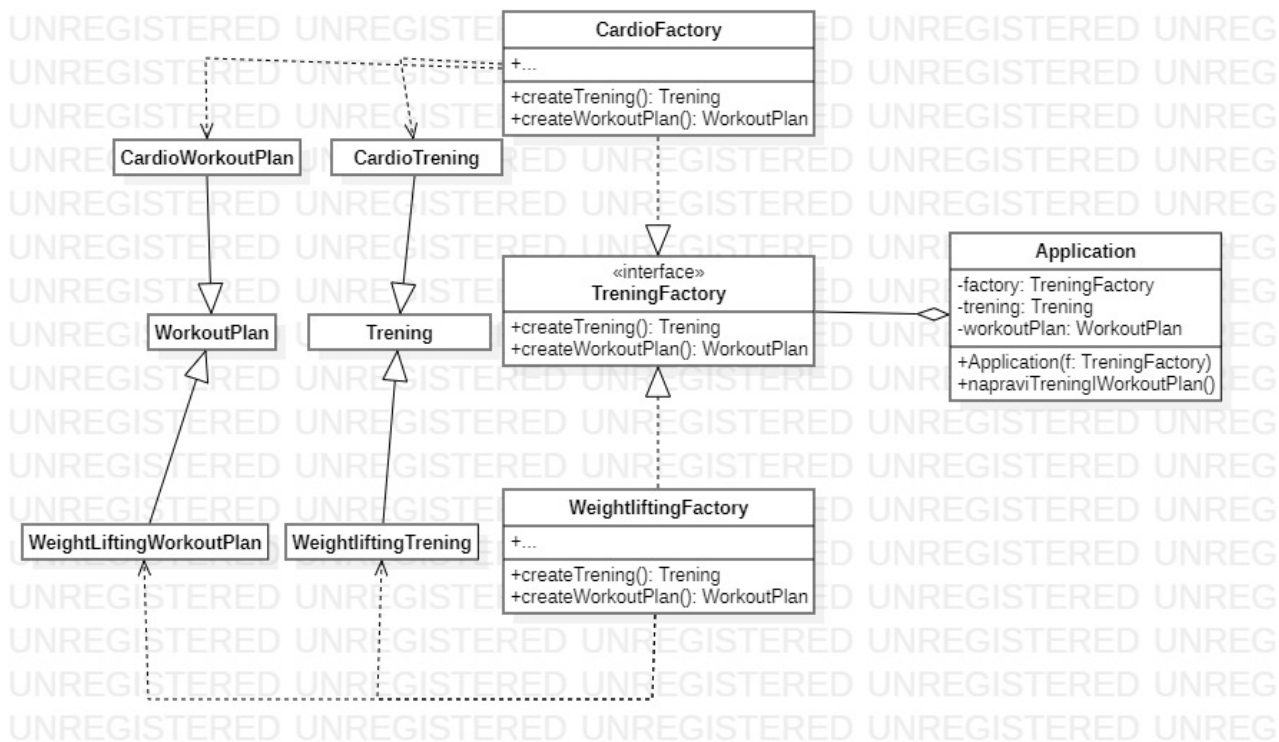 CardioFactory
+...
+createTrening(): Trening
+createWorkoutPlan(): WorkoutPlan
CardioWorkoutPlan
CardioTrening
«interface»
TreningFactory
+createTrening(): Trening
+createWorkoutPlan(): WorkoutPlan
Application
-factory: TreningFactory
-trening: Trening
-workoutPlan: WorkoutPlan
+Application(f: TreningFactory)
+napraviTreningIWorkoutPlan()
WorkoutPlan
Trening
WeightLiftingWorkoutPlan
WeightliftingTrening
WeightliftingFactory
+...
+createTrening(): Trening
+createWorkoutPlan(): WorkoutPlan
UNREGISTERED UNREGISTERED UNREGISTERED UNREGISTERED UNREG